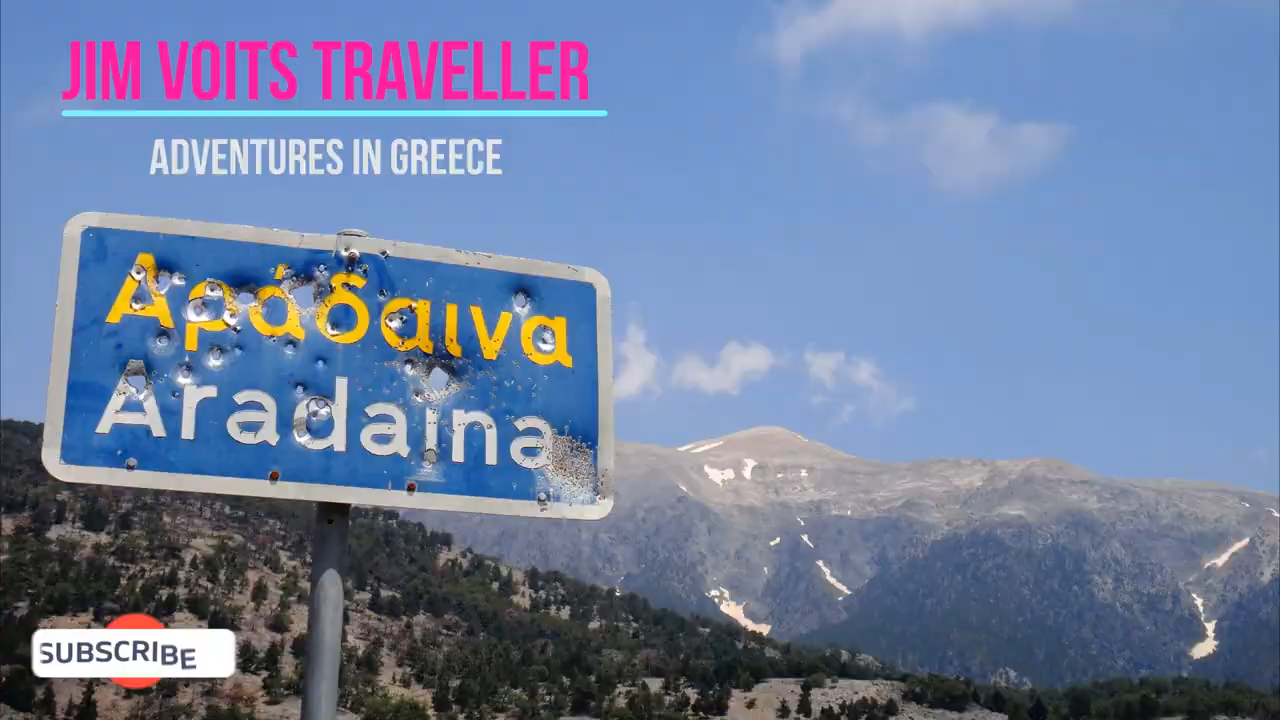 JIM VOITS TRAVELLER
ADVENTURES IN GREECE
Αράδαινα
Aradaina
SUBSCRIBE